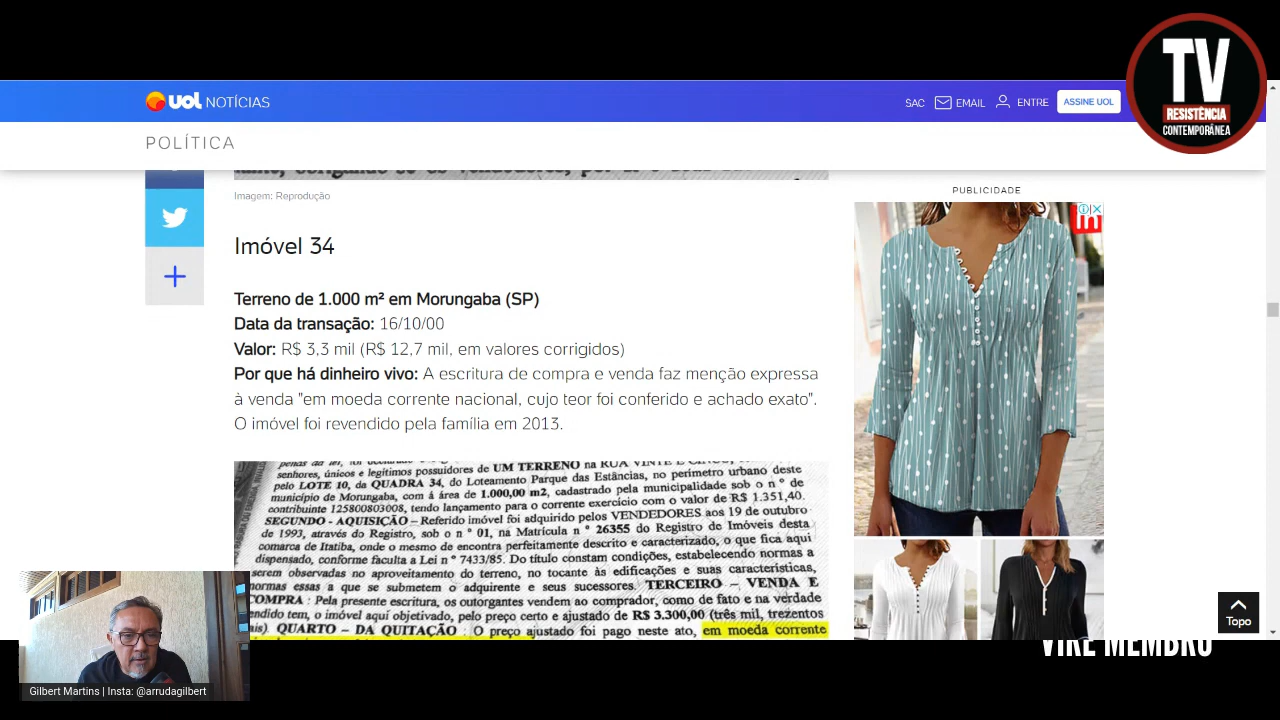 TV
RESISTÊNCIA
CONTEMPORÂNEA
UOL NOTÍCIAS
SAC
EMAIL
ENTRE
ASSINE UOL
POLÍTICA
Imagem: Reprodução
PUBLICIDADE
Imóvel 34
Terreno de 1.000 m² em Morungaba (SP)
Data da transação: 16/10/00
Valor: R$ 3,3 mil (R$ 12,7 mil, em valores corrigidos)
Por que há dinheiro vivo: A escritura de compra e venda faz menção expressa
à venda "em moeda corrente nacional, cujo teor foi conferido e achado exato".
O imóvel foi revendido pela família em 2013.
senhores, únicos e legítimos possuidores de UM TERRENO na RUA VINTE E CINCO,
pelo LOTE 10, da QUADRA 34, do Loteamento Parque das Estâncias, no perímetro urbano deste
município de Morungaba, com á área de 1.000,00 m2, cadastrado pela municipalidade sob o n º de
contribuinte 125800803008, tendo lançamento para o corrente exercício com o valor de R$ 1.351,40.
SEGUNDO - AQUISIÇÃO – Referido imóvel foi adquirido pelos VENDEDORES aos 19 de outubro
de 1993, através do Registro, sob o n º 01, na Matrícula n º 26355 do Registro de Imóveis desta
comarca de Itatiba, onde o mesmo de encontra perfeitamente descrito e caracterizado, o que fica aqui
dispensado, conforme faculta a Lei n º 7433/85. Do título constam condições, estabelecendo normas a
serem observadas no aproveitamento do terreno, no tocante às edificações e suas características,
normas essas a que se submetem o adquirente e seus sucessores. TERCEIRO – VENDA E
COMPRA : Pela presente escritura, os outorgantes vendem ao comprador, como de fato e na verdade
endido tem, o imóvel aqui objetivado, pelo preço certo e ajustado de R$ 3.300,00 (três mil, trezentos
ais) QUARTO – DA QUITAÇÃO : O preço ajustado foi pago neste ato, em moeda corrente
Topo
VIRE MEMBRO
Gilbert Martins | Insta: @arrudagilbert